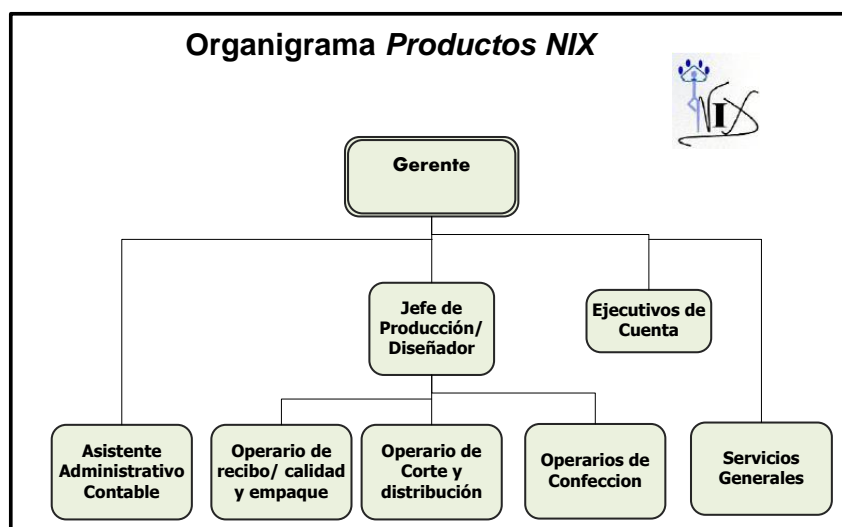 Organigrama Productos NIX
NIX
Gerente
Jefe de
Producción/
Diseñador
Ejecutivos de
Cuenta
Asistente
Administrativo
Contable
Operario de
recibo/ calidad
y empaque
Operario de
Corte y
distribución
Operarios de
Confeccion
Servicios
Generales